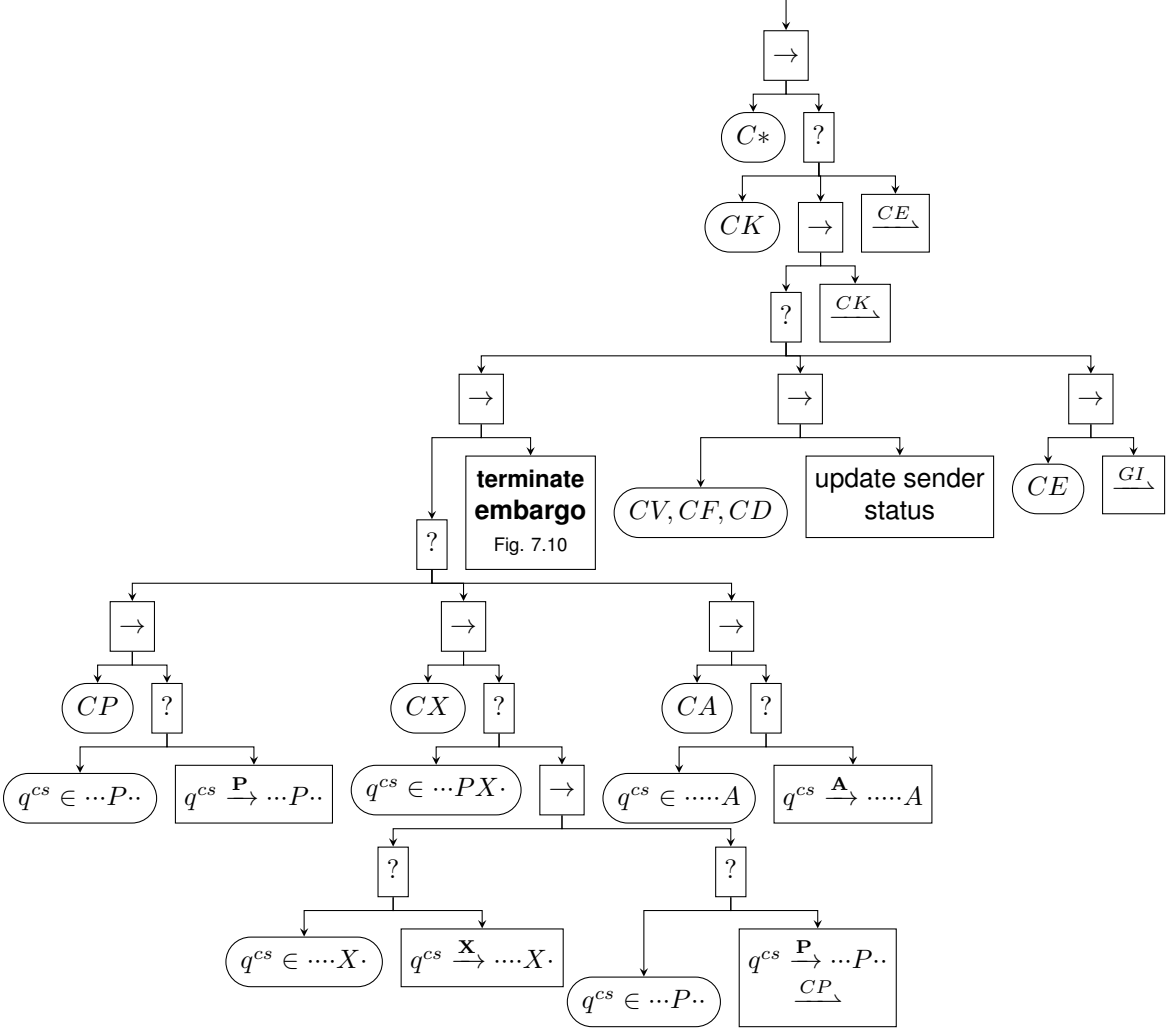 →
C∗
?
CK
→
CE
?
CK
→
→
→
?
terminate
embargo
Fig. 7.10
CV, CF, CD
update sender
status
CE
GI
→
→
→
CP
?
CX
?
CA
?
q^cs ∈ ···P··
q^cs P→ ···P··
q^cs ∈ ···PX·
→
q^cs ∈ ·····A
q^cs A→ ·····A
?
?
q^cs ∈ ····X·
q^cs X→ ····X·
q^cs ∈ ···P··
q^cs P→ ···P··
CP